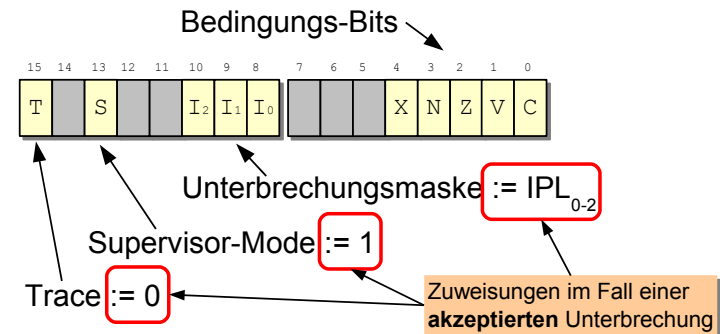 Bedingungs-Bits
15 14 13 12 11 10 9 8 7 6 5 4 3 2 1 0
T S I₂ I₁ I₀ X N Z V C
Unterbrechungsmaske := IPL₀₋₂
Supervisor-Mode := 1
Trace := 0
Zuweisungen im Fall einer
akzeptierten Unterbrechung